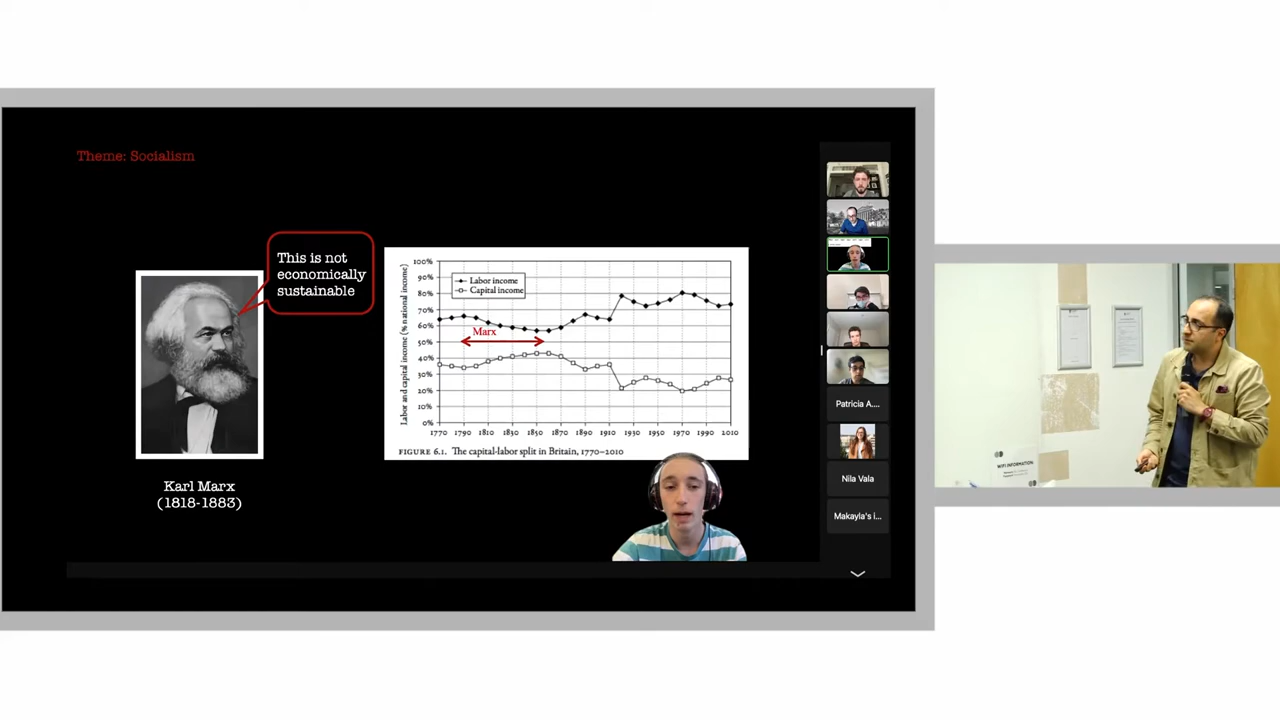 Theme: Socialism
This is not
economically
sustainable
Karl Marx
(1818-1883)
Labor and capital income (% national income)
100%
90%
80%
70%
60%
50%
40%
30%
20%
10%
0%
Labor income
Capital income
Marx
1770 1790 1810 1830 1850 1870 1890 1910 1930 1950 1970 1990 2010
FIGURE 6.1. The capital-labor split in Britain, 1770–2010
Patricia A....
Nila Vala
Makayla's i...
WIFI INFORMATION